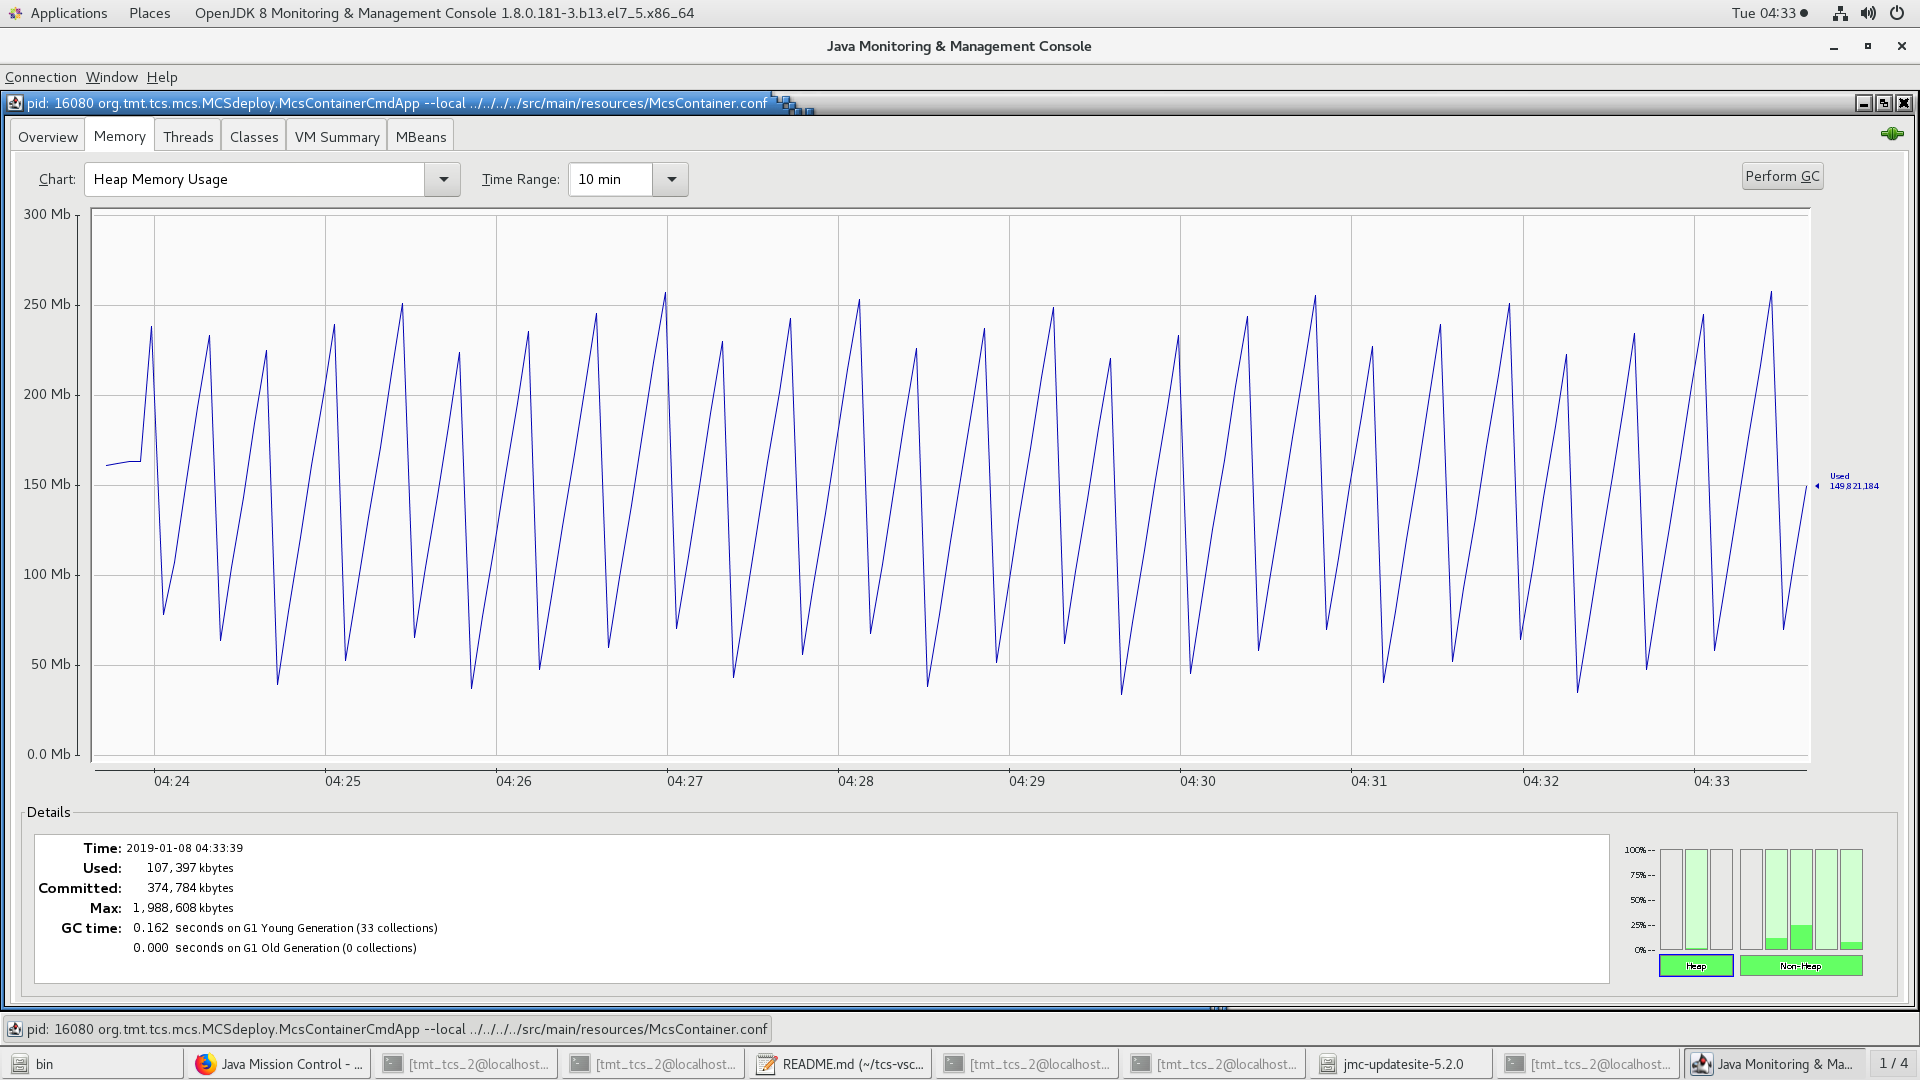 Applications Places OpenJDK 8 Monitoring & Management Console 1.8.0.181-3.b13.el7_5.x86_64 Tue 04:33
Java Monitoring & Management Console
Connection Window Help
pid: 16080 org.tmt.tcs.mcs.MCSdeploy.McsContainerCmdApp --local ../../../../src/main/resources/McsContainer.conf
Overview Memory Threads Classes VM Summary MBeans
Chart: Heap Memory Usage Time Range: 10 min Perform GC
300 Mb
250 Mb
200 Mb
150 Mb
100 Mb
50 Mb
0.0 Mb
Used
149,821,184
04:24 04:25 04:26 04:27 04:28 04:29 04:30 04:31 04:32 04:33
Details
Time: 2019-01-08 04:33:39
Used: 107,397 kbytes
Committed: 374,784 kbytes
Max: 1,988,608 kbytes
GC time: 0.162 seconds on G1 Young Generation (33 collections)
0.000 seconds on G1 Old Generation (0 collections)
100%--
75%--
50%--
25%--
0%--
Heap Non-Heap
pid: 16080 org.tmt.tcs.mcs.MCSdeploy.McsContainerCmdApp --local ../../../../src/main/resources/McsContainer.conf
bin Java Mission Control - ... [tmt_tcs_2@localhost... [tmt_tcs_2@localhost... README.md (~/tcs-vsc... [tmt_tcs_2@localhost... [tmt_tcs_2@localhost... jmc-updatesite-5.2.0 [tmt_tcs_2@localhost... Java Monitoring & Ma... 1 / 4